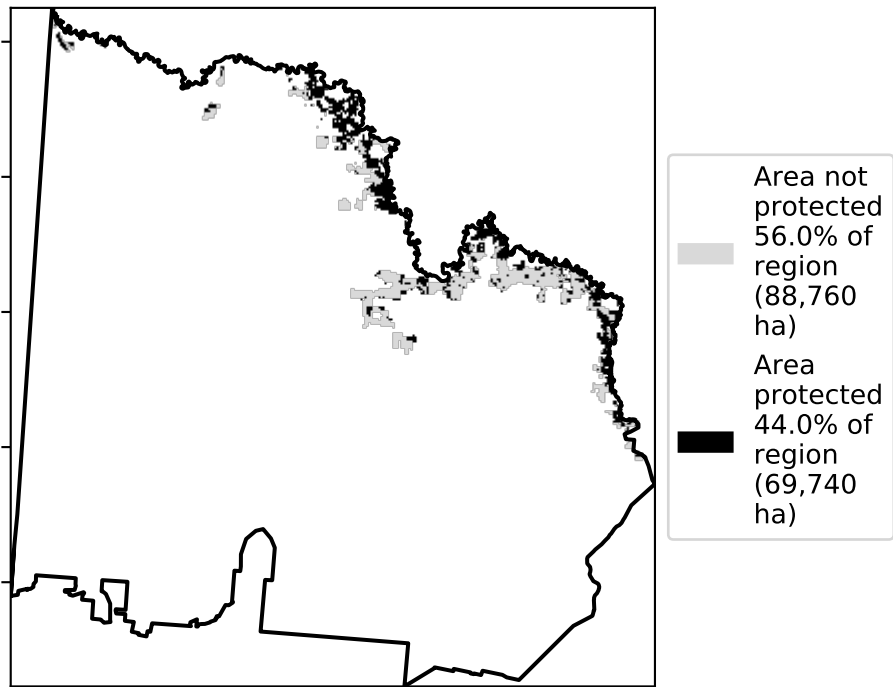 Area not
protected
56.0% of
region
(88,760
ha)
Area
protected
44.0% of
region
(69,740
ha)